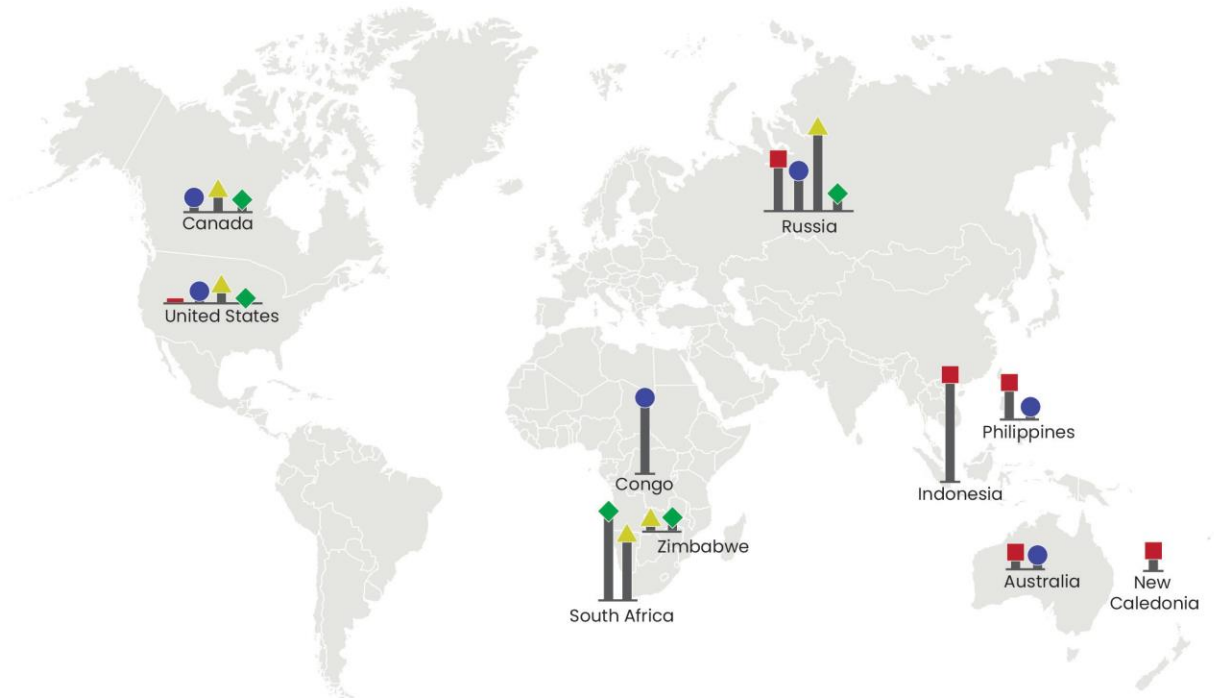 Canada
Russia
United States
Philippines
Congo
Indonesia
Zimbabwe
Australia
New
Caledonia
South Africa